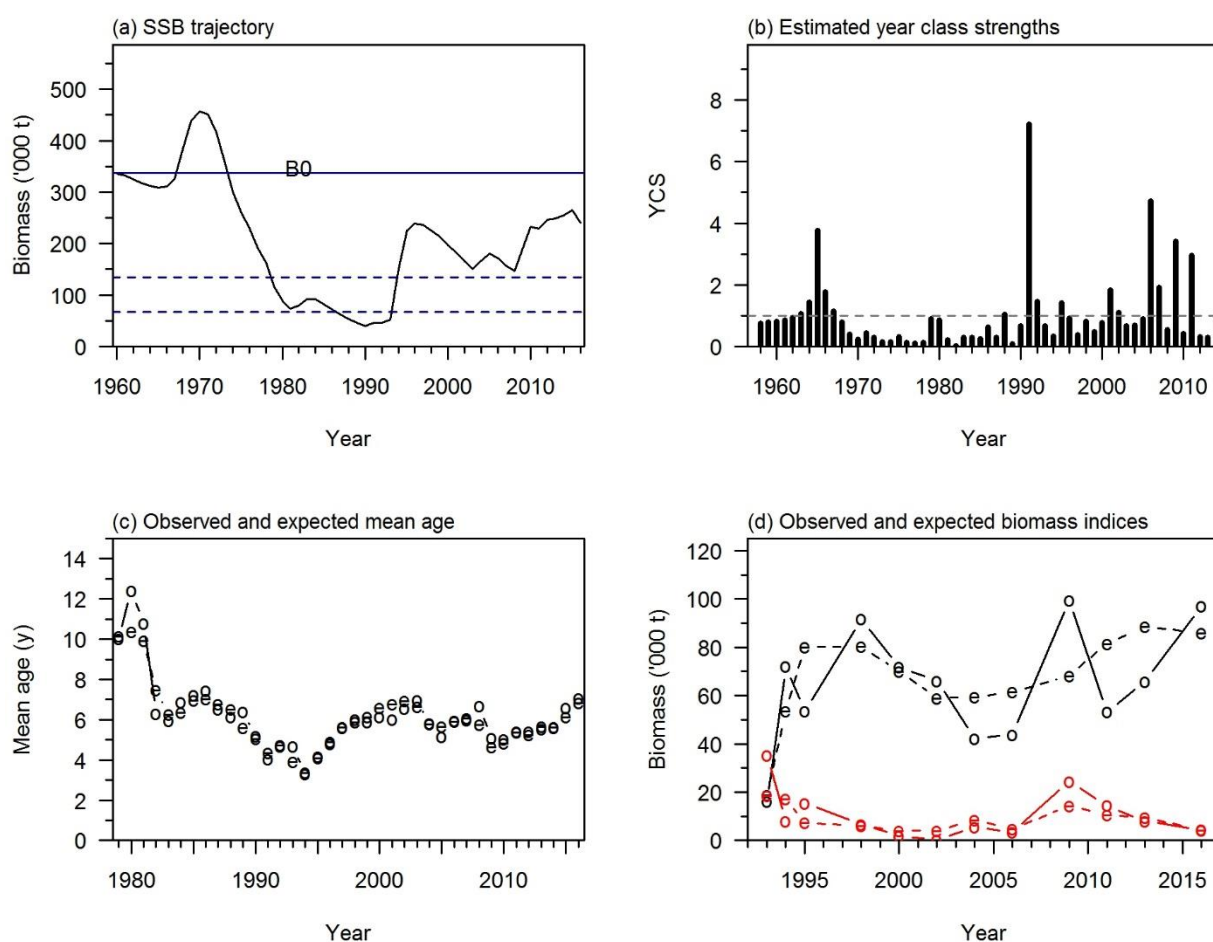 (a) SSB trajectory
Biomass ('000 t)
500
400
300
200
100
0
B0
1960 1970 1980 1990 2000 2010
Year
(b) Estimated year class strengths
YCS
8
6
4
2
0
1960 1970 1980 1990 2000 2010
Year
(c) Observed and expected mean age
Mean age (y)
14
12
10
8
6
4
2
0
1980 1990 2000 2010
Year
(d) Observed and expected biomass indices
Biomass ('000 t)
120
100
80
60
40
20
0
1995 2000 2005 2010 2015
Year